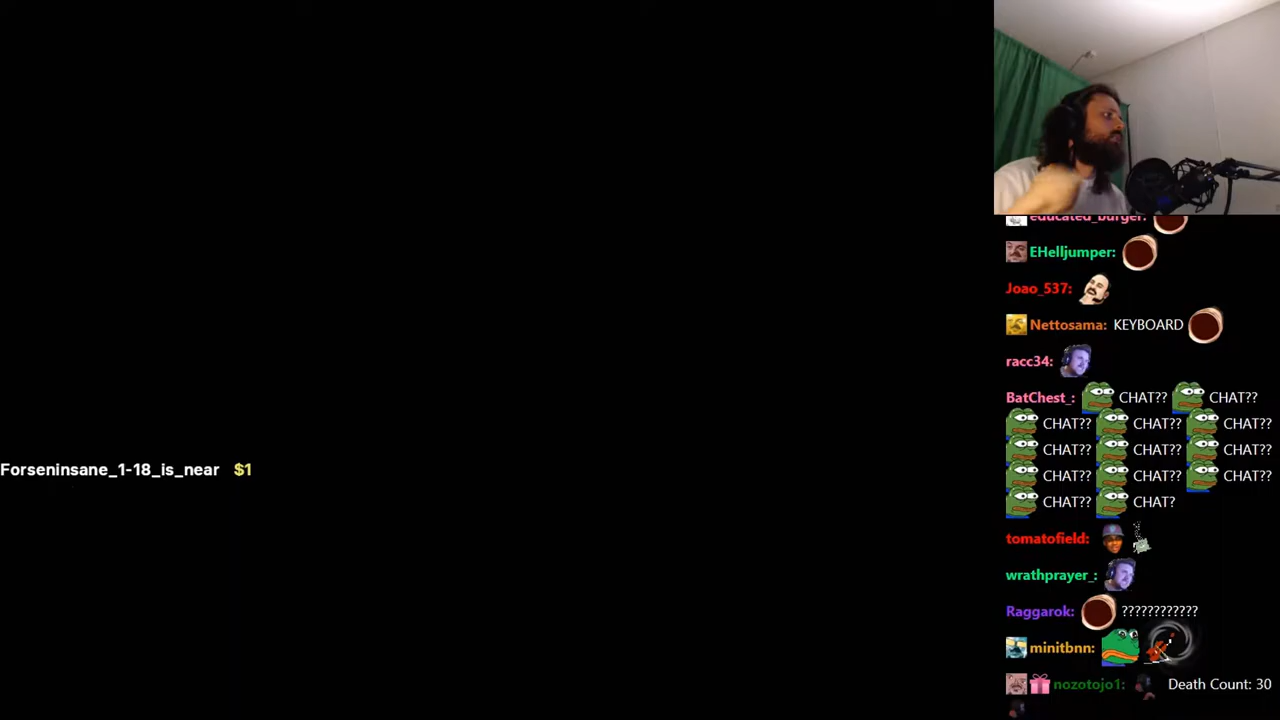 educated_burger:
EHelljumper:
Joao_537:
Nettosama: KEYBOARD
racc34:
BatChest_: CHAT?? CHAT??
CHAT?? CHAT?? CHAT??
CHAT?? CHAT?? CHAT??
CHAT?? CHAT?? CHAT??
CHAT?? CHAT?
Forseninsane_1-18_is_near $1
tomatofield:
wrathprayer_:
Raggarok: ????????????
minitbnn:
nozotojo1: Death Count: 30